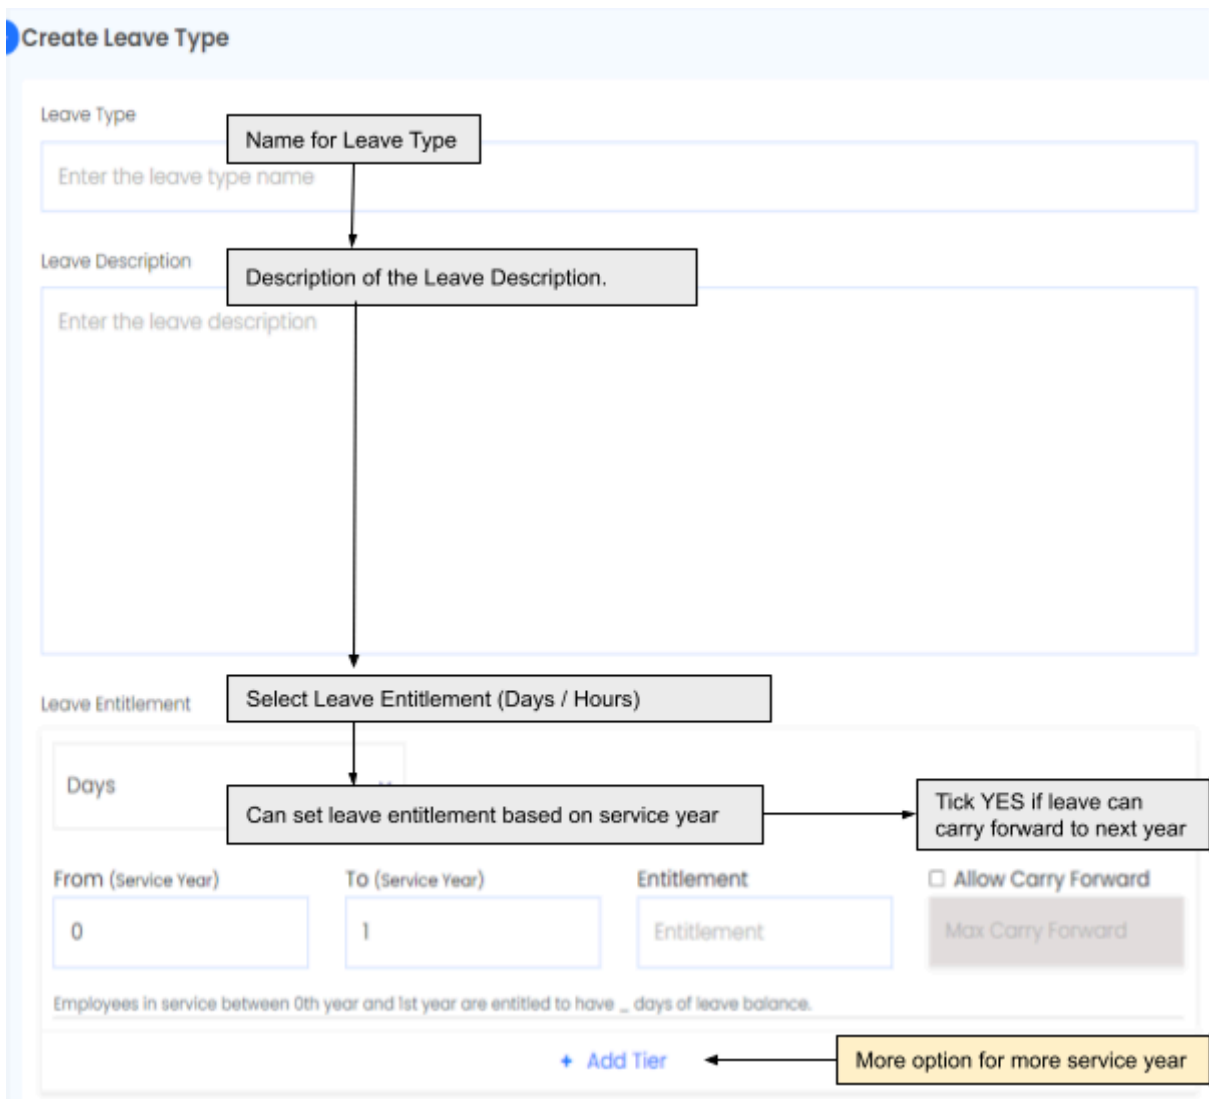 Create Leave Type
Leave Type
Name for Leave Type
Enter the leave type name
Leave Description
Description of the Leave Description.
Enter the leave description
Leave Entitlement
Select Leave Entitlement (Days / Hours)
Days
Can set leave entitlement based on service year
Tick YES if leave can
carry forward to next year
From (Service Year)
To (Service Year)
Entitlement
Allow Carry Forward
0
1
Entitlement
Max Carry Forward
Employees in service between 0th year and 1st year are entitled to have _ days of leave balance.
+ Add Tier
More option for more service year